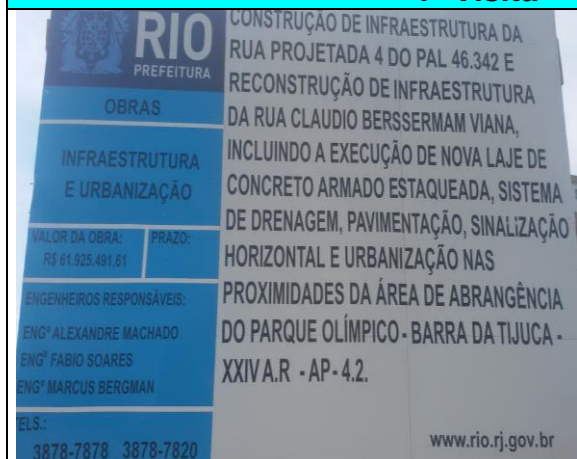 RIO
PREFEITURA
OBRAS
INFRAESTRUTURA
E URBANIZAÇÃO
VALOR DA OBRA:
R$ 61.925.491,61
PRAZO:
ENGENHEIROS RESPONSÁVEIS:
ENGº ALEXANDRE MACHADO
ENGº FABIO SOARES
ENGº MARCUS BERGMAN
TELS.:
3878-7878 3878-7820
CONSTRUÇÃO DE INFRAESTRUTURA DA
RUA PROJETADA 4 DO PAL 46.342 E
RECONSTRUÇÃO DE INFRAESTRUTURA
DA RUA CLAUDIO BERSSERMAM VIANA,
INCLUINDO A EXECUÇÃO DE NOVA LAJE DE
CONCRETO ARMADO ESTAQUEADA, SISTEMA
DE DRENAGEM, PAVIMENTAÇÃO, SINALIZAÇÃO
HORIZONTAL E URBANIZAÇÃO NAS
PROXIMIDADES DA ÁREA DE ABRANGÊNCIA
DO PARQUE OLÍMPICO - BARRA DA TIJUCA -
XXIV A.R - AP- 4.2.
www.rio.rj.gov.br